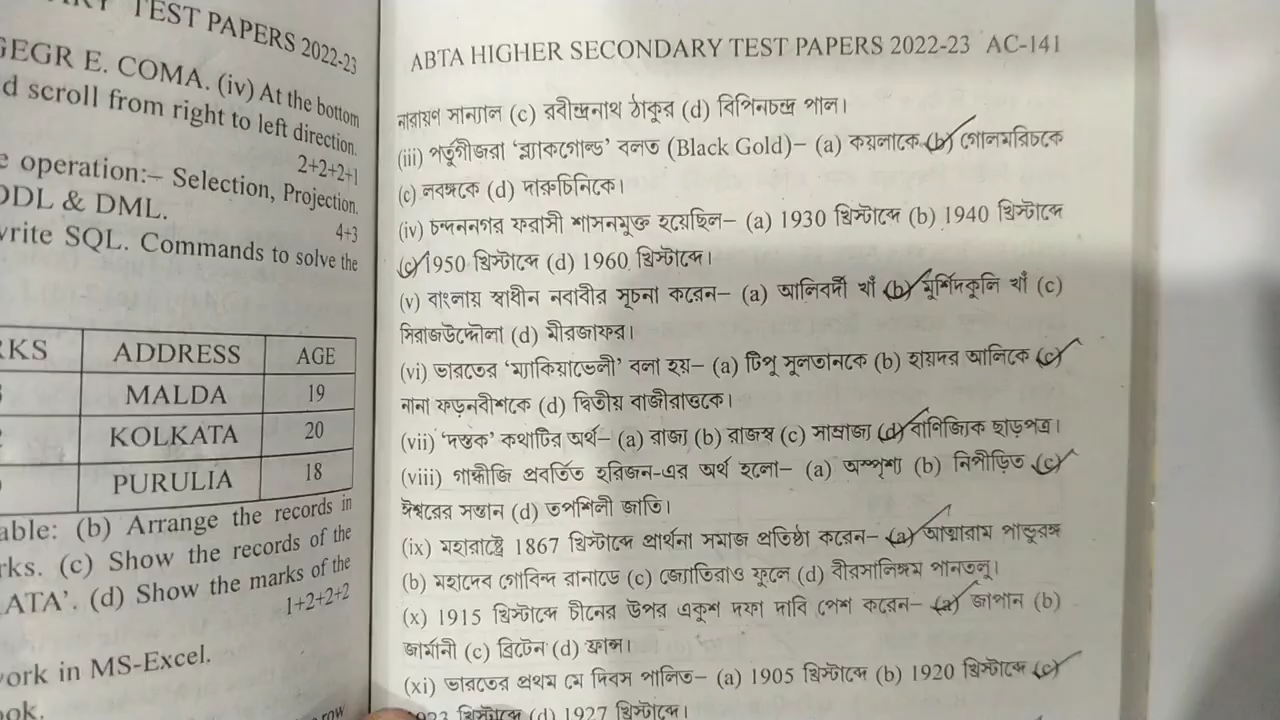 TEST PAPERS 2022-23
GEGR E. COMA. (iv) At the bottom
d scroll from right to left direction.
2+2+2+1
e operation:– Selection, Projection.
DDL & DML.
4+3
write SQL. Commands to solve the
RKS ADDRESS AGE
MALDA 19
KOLKATA 20
PURULIA 18
able: (b) Arrange the records in
rks. (c) Show the records of the
ATA'. (d) Show the marks of the
1+2+2+2
work in MS-Excel.
ook.
row
ABTA HIGHER SECONDARY TEST PAPERS 2022-23 AC-141
নারায়ণ সান্যাল (c) রবীন্দ্রনাথ ঠাকুর (d) বিপিনচন্দ্র পাল।
(iii) পর্তুগীজরা ‘ব্ল্যাকগোল্ড’ বলত (Black Gold)– (a) কয়লাকে (b) গোলমরিচকে
(c) লবঙ্গকে (d) দারুচিনিকে।
(iv) চন্দননগর ফরাসী শাসনমুক্ত হয়েছিল– (a) 1930 খ্রিস্টাব্দে (b) 1940 খ্রিস্টাব্দে
(c) 1950 খ্রিস্টাব্দে (d) 1960 খ্রিস্টাব্দে।
(v) বাংলায় স্বাধীন নবাবীর সূচনা করেন– (a) আলিবর্দী খাঁ (b) মুর্শিদকুলি খাঁ (c)
সিরাজউদ্দৌলা (d) মীরজাফর।
(vi) ভারতের ‘ম্যাকিয়াভেলী’ বলা হয়– (a) টিপু সুলতানকে (b) হায়দর আলিকে (c)
নানা ফড়নবীশকে (d) দ্বিতীয় বাজীরাওকে।
(vii) ‘দস্তক’ কথাটির অর্থ– (a) রাজ্য (b) রাজস্ব (c) সাম্রাজ্য (d) বাণিজ্যিক ছাড়পত্র।
(viii) গান্ধীজি প্রবর্তিত হরিজন-এর অর্থ হলো– (a) অস্পৃশ্য (b) নিপীড়িত (c)
ঈশ্বরের সন্তান (d) তপশিলী জাতি।
(ix) মহারাষ্ট্রে 1867 খ্রিস্টাব্দে প্রার্থনা সমাজ প্রতিষ্ঠা করেন– (a) আত্মারাম পান্ডুরঙ্গ
(b) মহাদেব গোবিন্দ রানাডে (c) জ্যোতিরাও ফুলে (d) বীরসালিঙ্গম পানতলু।
(x) 1915 খ্রিস্টাব্দে চীনের উপর একুশ দফা দাবি পেশ করেন– (a) জাপান (b)
জার্মানী (c) ব্রিটেন (d) ফ্রান্স।
(xi) ভারতের প্রথম মে দিবস পালিত– (a) 1905 খ্রিস্টাব্দে (b) 1920 খ্রিস্টাব্দে (c)
1923 খ্রিস্টাব্দে (d) 1927 খ্রিস্টাব্দে।